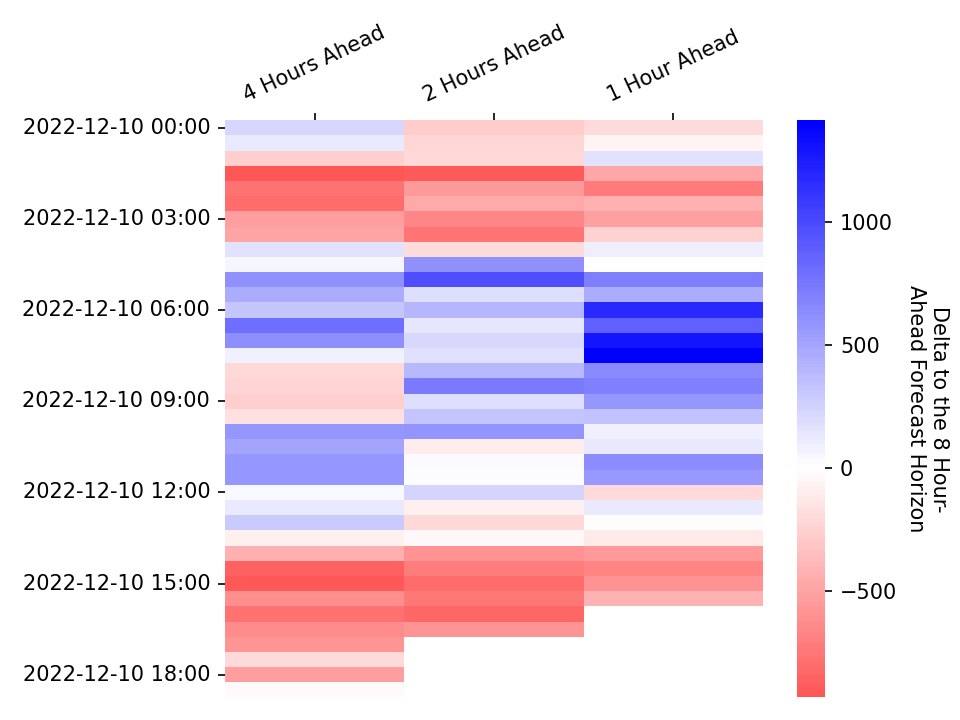 4 Hours Ahead
2 Hours Ahead
1 Hour Ahead
2022-12-10 00:00
2022-12-10 03:00
2022-12-10 06:00
2022-12-10 09:00
2022-12-10 12:00
2022-12-10 15:00
2022-12-10 18:00
1000
500
0
−500
Delta to the 8 Hour-
Ahead Forecast Horizon